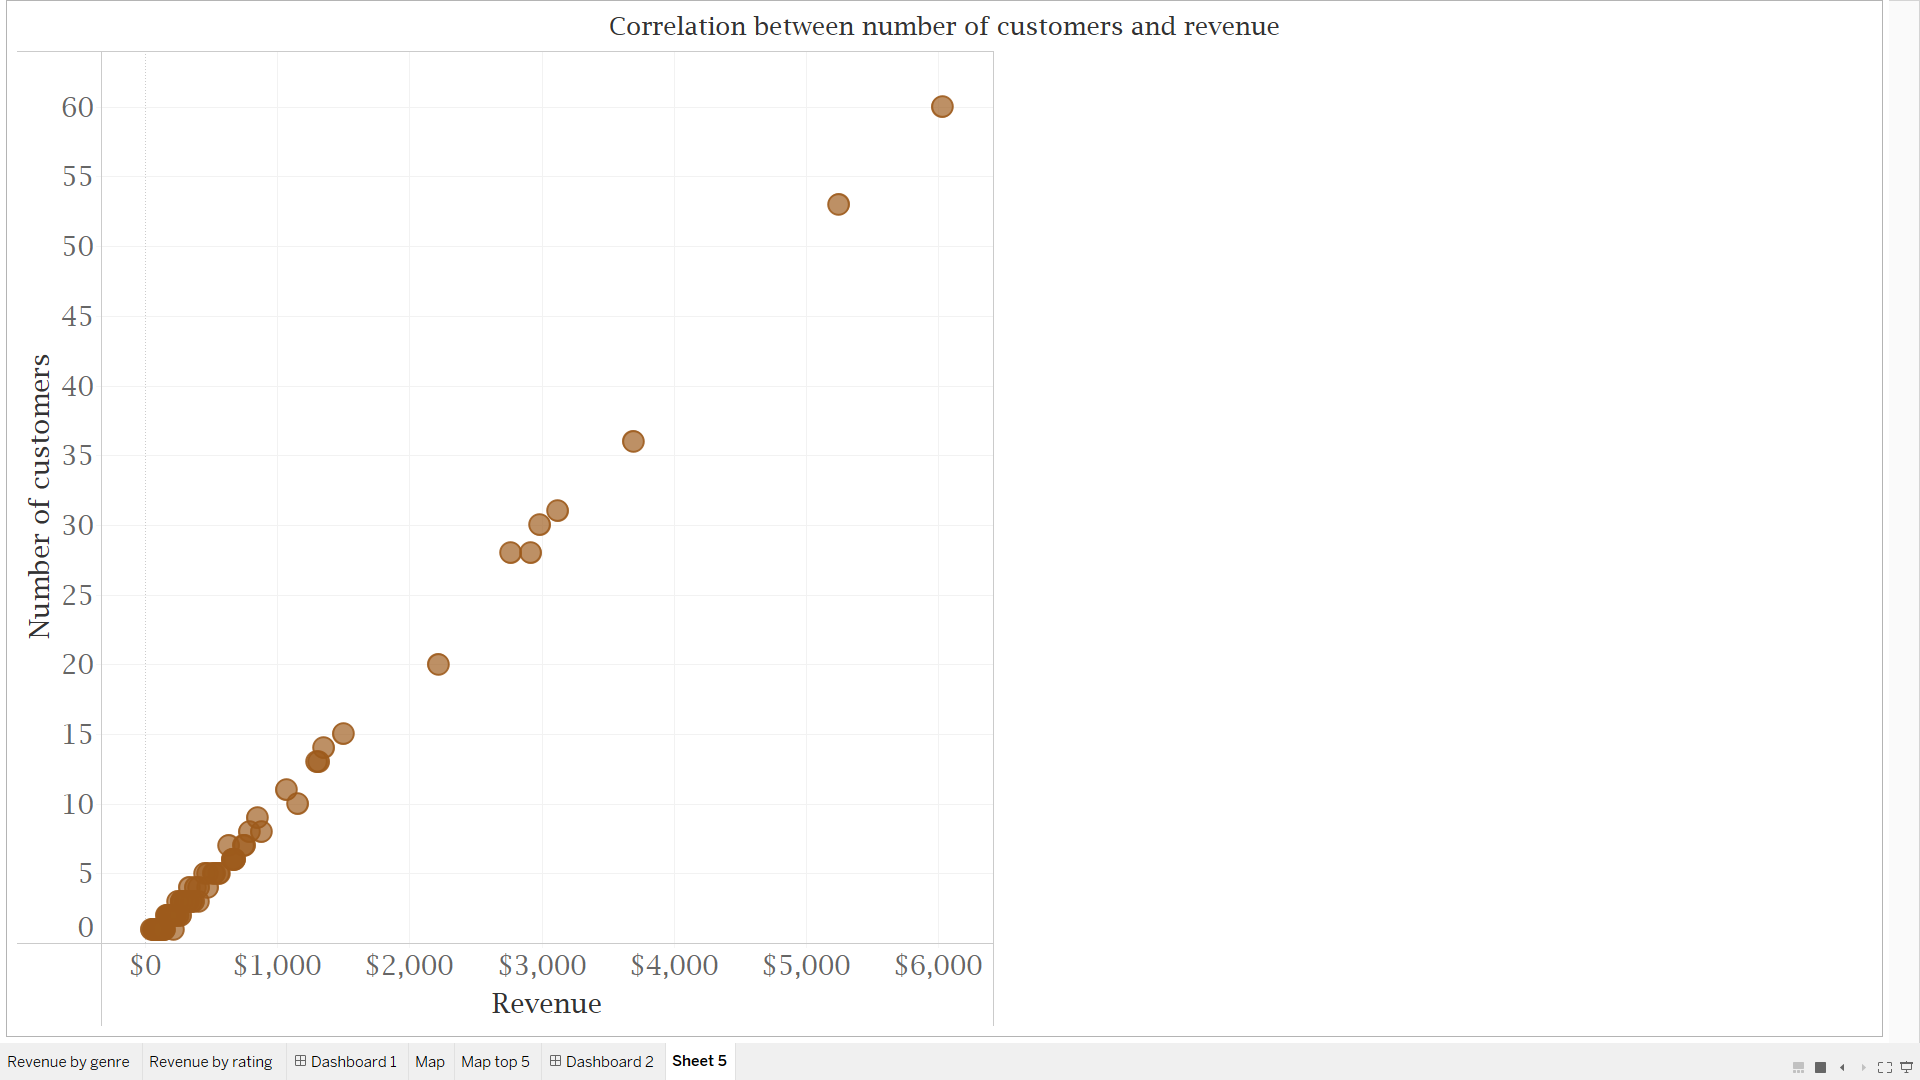 Correlation between number of customers and revenue
60
55
50
45
40
35
30
25
20
15
10
5
0
Number of customers
$0 $1,000 $2,000 $3,000 $4,000 $5,000 $6,000
Revenue
Revenue by genre Revenue by rating Dashboard 1 Map Map top 5 Dashboard 2 Sheet 5